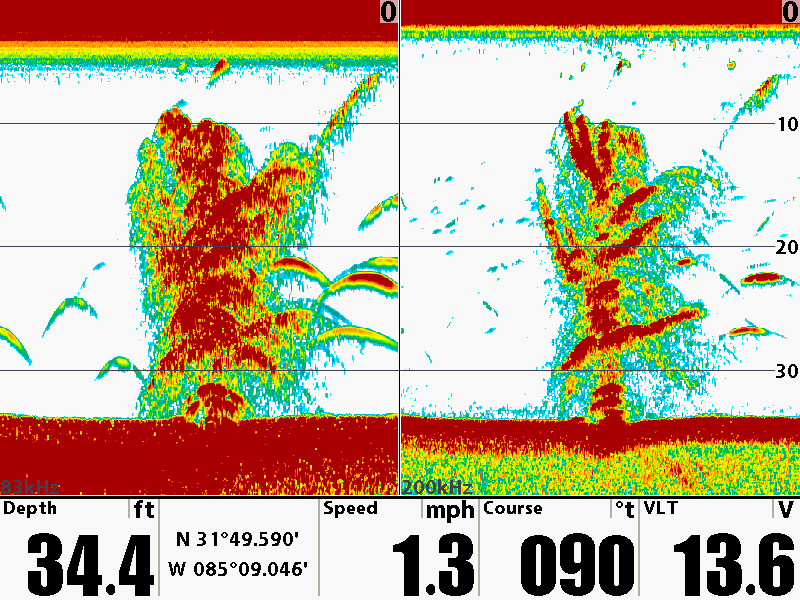 0
0
10
20
30
83kHz
200kHz
Depth ft
34.4
N 31°49.590'
W 085°09.046'
Speed mph
1.3
Course °t
090
VLT V
13.6